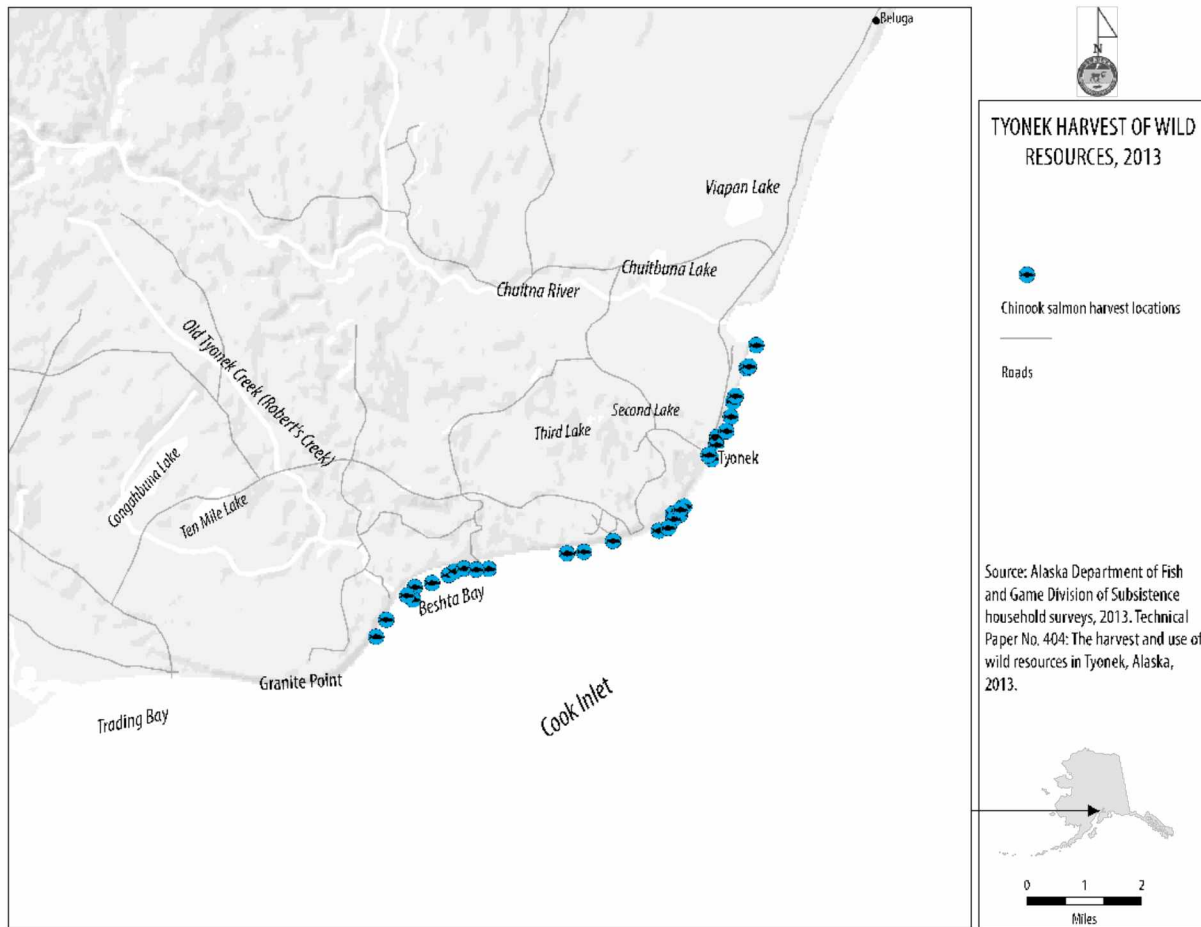 Beluga
N
TYONEK HARVEST OF WILD
RESOURCES, 2013
Viapan Lake
Chuitbuna Lake
Chuitna River
Chinook salmon harvest locations
Old Tyonek Creek (Robert's Creek)
Roads
Second Lake
Third Lake
Tyonek
Congahbuna Lake
Ten Mile Lake
Beshta Bay
Source: Alaska Department of Fish
and Game Division of Subsistence
household surveys, 2013. Technical
Paper No. 404: The harvest and use of
wild resources in Tyonek, Alaska,
2013.
Granite Point
Trading Bay
Cook Inlet
0 1 2
Miles